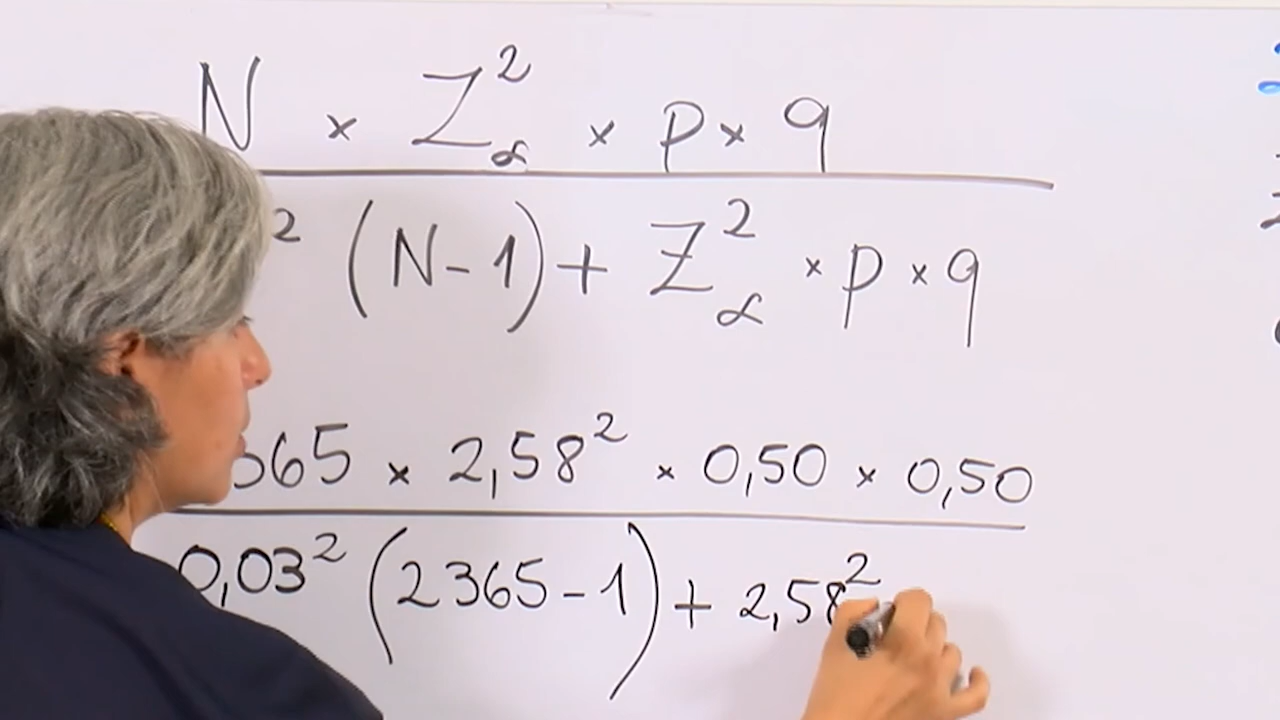 N × Z²α × p × q
² (N-1) + Z²α × p × q
365 × 2,58² × 0,50 × 0,50
0,03² (2365-1) + 2,58²